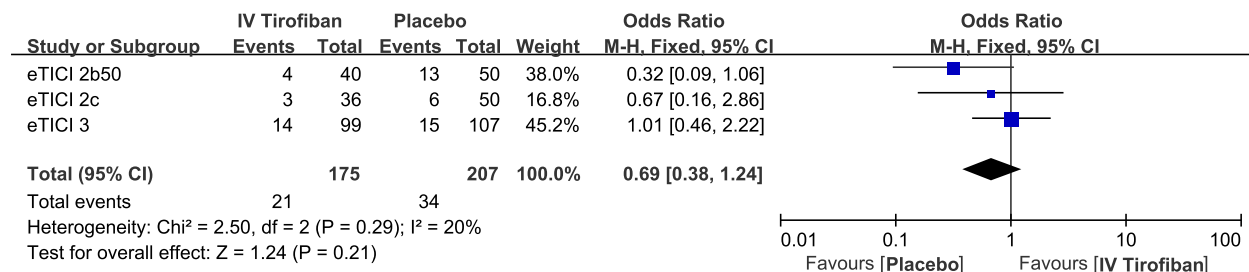 IV Tirofiban Placebo Odds Ratio Odds Ratio
Study or Subgroup Events Total Events Total Weight M-H, Fixed, 95% CI M-H, Fixed, 95% CI
eTICI 2b50 4 40 13 50 38.0% 0.32 [0.09, 1.06]
eTICI 2c 3 36 6 50 16.8% 0.67 [0.16, 2.86]
eTICI 3 14 99 15 107 45.2% 1.01 [0.46, 2.22]
Total (95% CI) 175 207 100.0% 0.69 [0.38, 1.24]
Total events 21 34
Heterogeneity: Chi² = 2.50, df = 2 (P = 0.29); I² = 20%
Test for overall effect: Z = 1.24 (P = 0.21)
0.01 0.1 1 10 100
Favours [Placebo] Favours [IV Tirofiban]